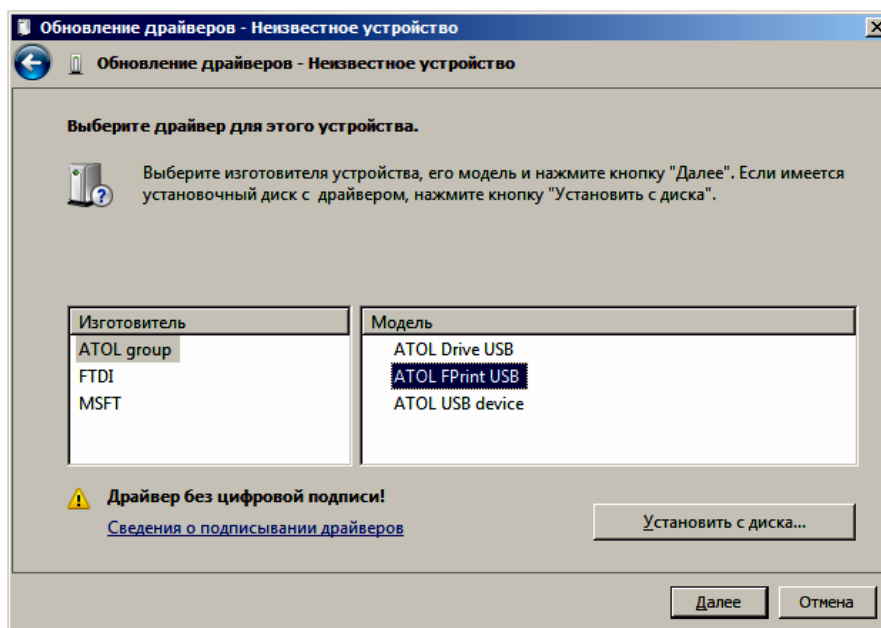 Обновление драйверов - Неизвестное устройство
Обновление драйверов - Неизвестное устройство
Выберите драйвер для этого устройства.
Выберите изготовителя устройства, его модель и нажмите кнопку "Далее". Если имеется
установочный диск с драйвером, нажмите кнопку "Установить с диска".
Изготовитель
ATOL group
FTDI
MSFT
Модель
ATOL Drive USB
ATOL FPrint USB
ATOL USB device
Драйвер без цифровой подписи!
Сведения о подписывании драйверов
Установить с диска...
Далее
Отмена